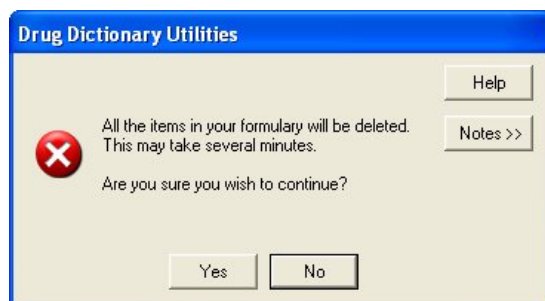 Drug Dictionary Utilities
Help
All the items in your formulary will be deleted.
This may take several minutes.
Notes >>
Are you sure you wish to continue?
Yes
No